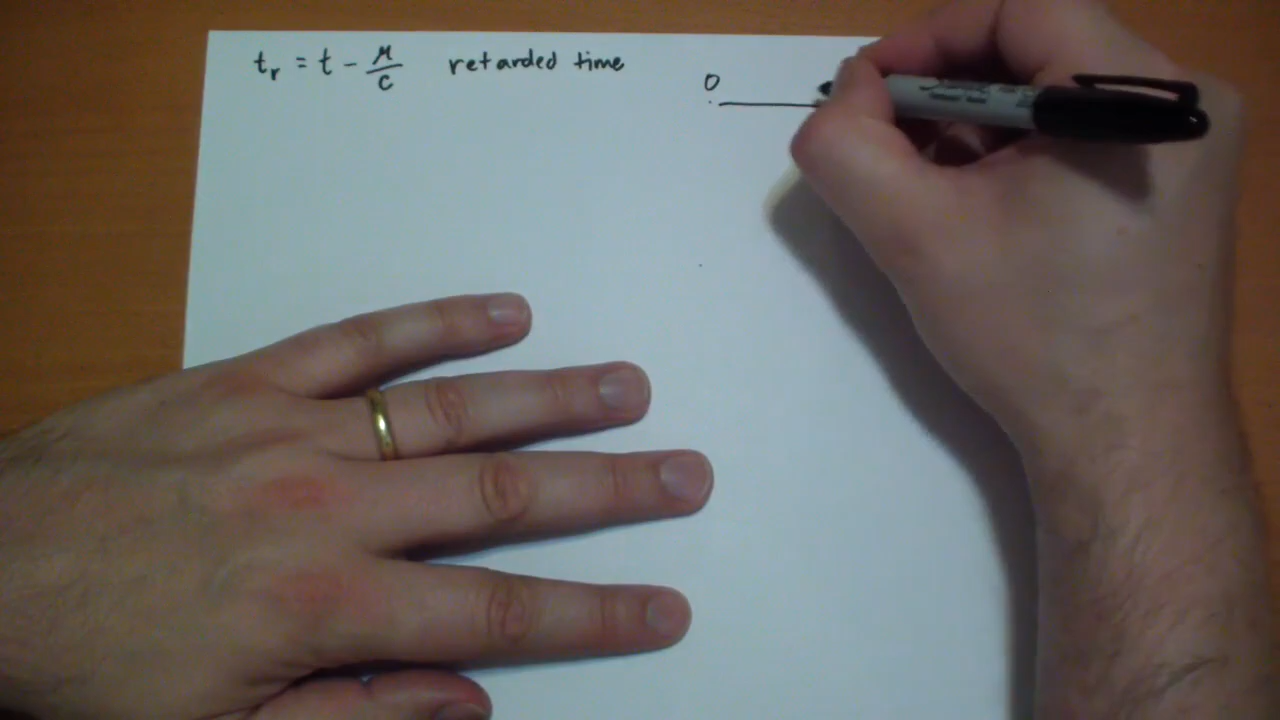 t_r = t - r/c retarded time
0